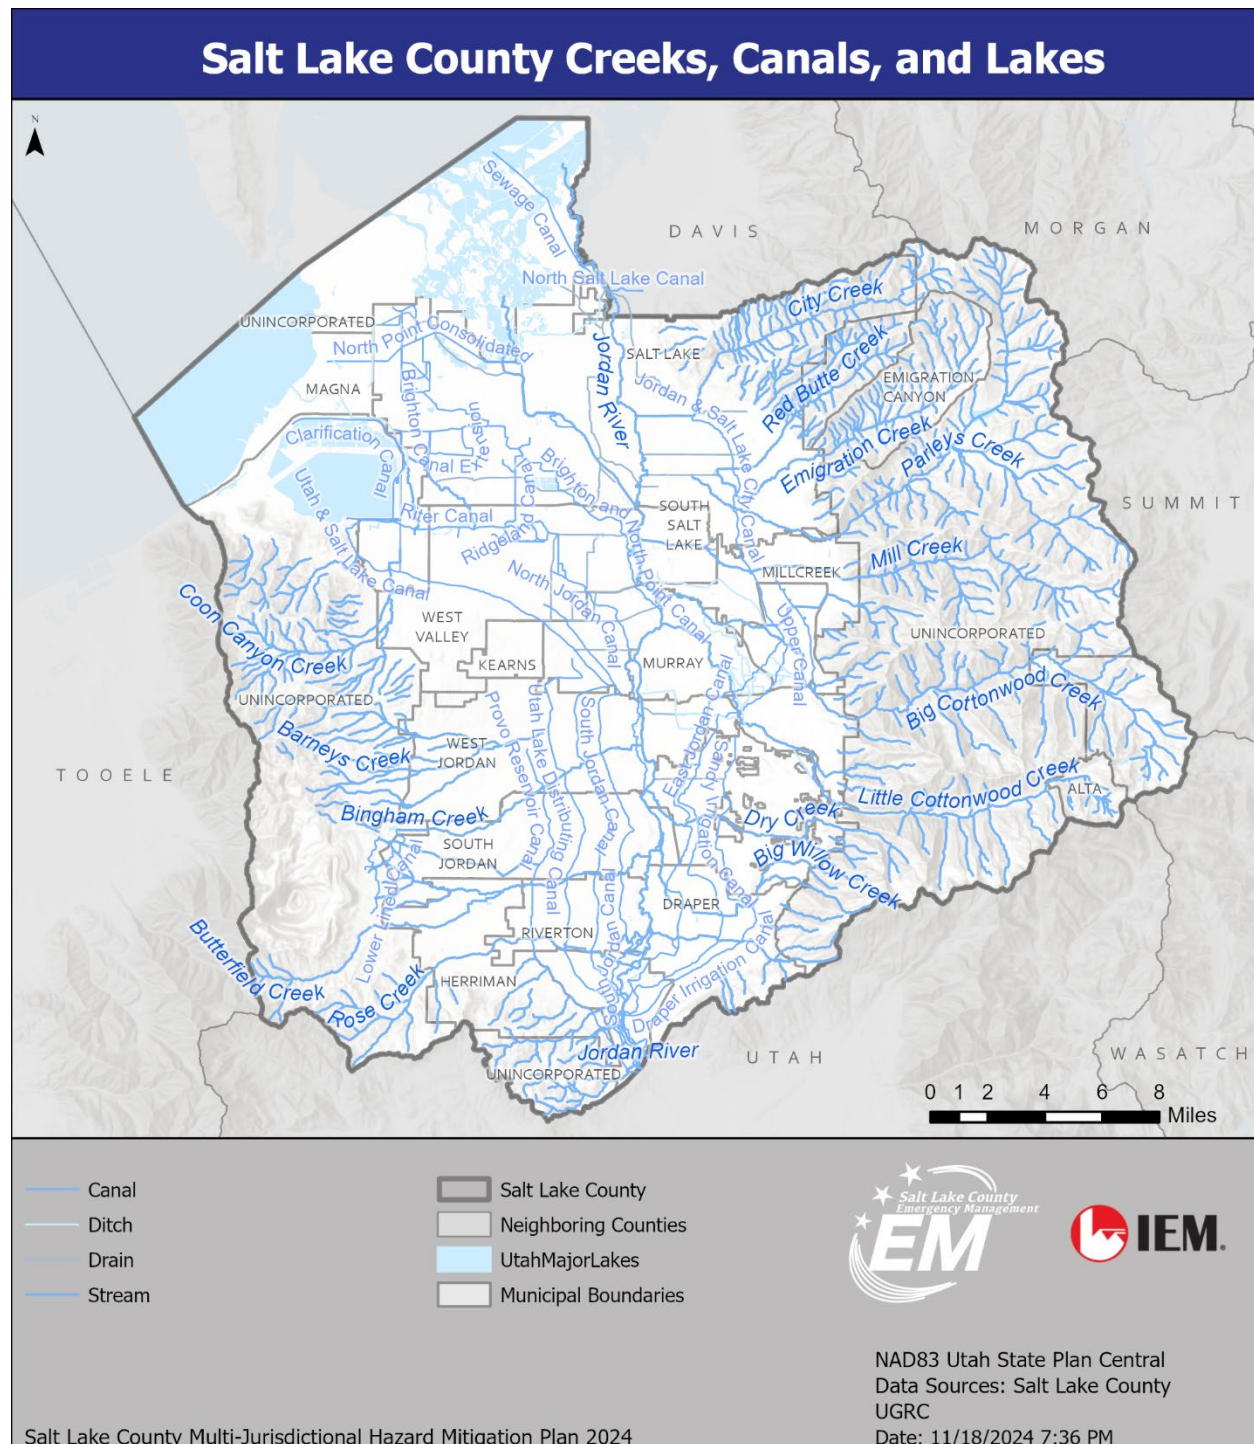 Salt Lake County Creeks, Canals, and Lakes
N
DAVIS
MORGAN
Sewage Canal
North Salt Lake Canal
City Creek
UNINCORPORATED
North Point Consolidated
Jordan River
SALT LAKE
Red Butte Creek
EMIGRATION
CANYON
MAGNA
Brighton Canal Extension
Jordan & Salt Lake City Canal
Emigration Creek
Parleys Creek
Clarification Canal
Utah & Salt Lake Canal
Riter Canal
Ridgeland Canal
Brighton and North Point Canal
SOUTH
SALT
LAKE
SUMMIT
Mill Creek
MILLCREEK
North Jordan Canal
Coon Canyon Creek
WEST
VALLEY
KEARNS
MURRAY
Upper Canal
UNINCORPORATED
UNINCORPORATED
Big Cottonwood Creek
Barneys Creek
WEST
JORDAN
Provo Reservoir Canal
Utah Lake Distributing Canal
South Jordan Canal
East Jordan Canal
Sandy Irrigation Canal
TOOELE
Little Cottonwood Creek
ALTA
Bingham Creek
Dry Creek
SOUTH
JORDAN
Big Willow Creek
Lower Lined Canal
DRAPER
RIVERTON
South Jordan Canal
Butterfield Creek
Rose Creek
HERRIMAN
Draper Irrigation Canal
Jordan River
UTAH
WASATCH
UNINCORPORATED
0 1 2 4 6 8
Miles
Canal
Ditch
Drain
Stream
Salt Lake County
Neighboring Counties
UtahMajorLakes
Municipal Boundaries
Salt Lake County
Emergency Management
EM
IEM.
NAD83 Utah State Plan Central
Data Sources: Salt Lake County
UGRC
Date: 11/18/2024 7:36 PM
Salt Lake County Multi-Jurisdictional Hazard Mitigation Plan 2024